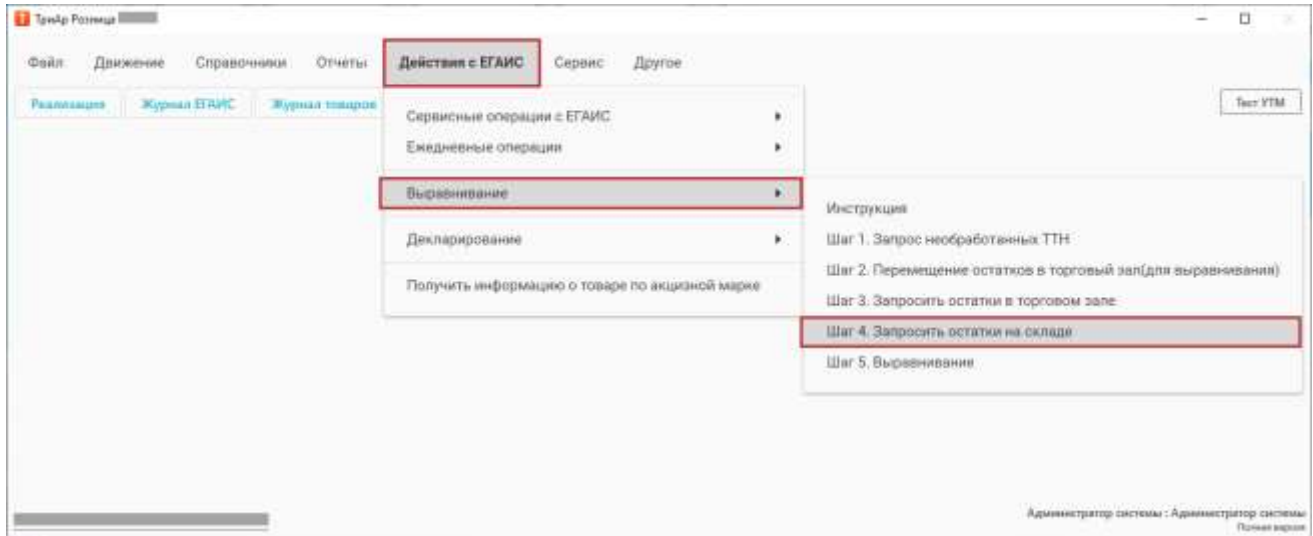 ТриАр Розница
Файл Движение Справочники Отчеты Действия с ЕГАИС Сервис Другое
Реализация Журнал ЕГАИС Журнал товаров Тест УТМ
Сервисные операции с ЕГАИС
Ежедневные операции
Выравнивание
Декларирование
Получить информацию о товаре по акцизной марке
Инструкция
Шаг 1. Запрос необработанных ТТН
Шаг 2. Перемещение остатков в торговый зал(для выравнивания)
Шаг 3. Запросить остатки в торговом зале
Шаг 4. Запросить остатки на складе
Шаг 5. Выравнивание
Администратор системы : Администратор системы
Полная версия